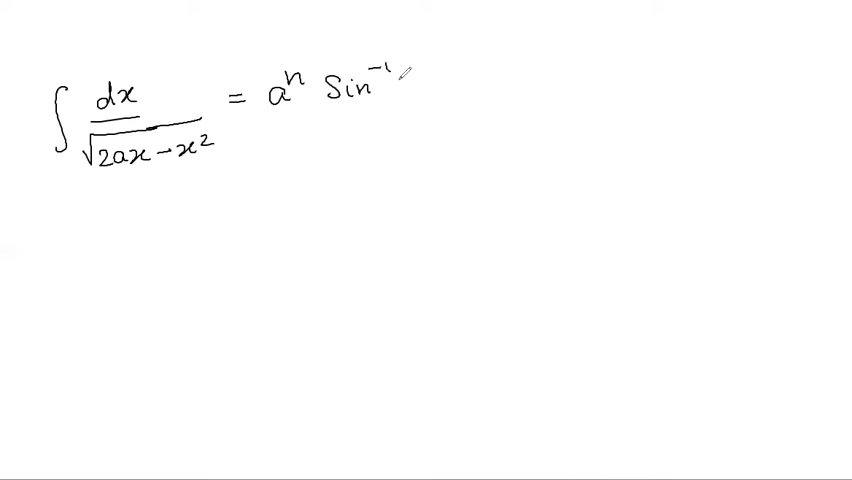 ∫ dx/√(2ax-x²) = aⁿ Sin⁻¹